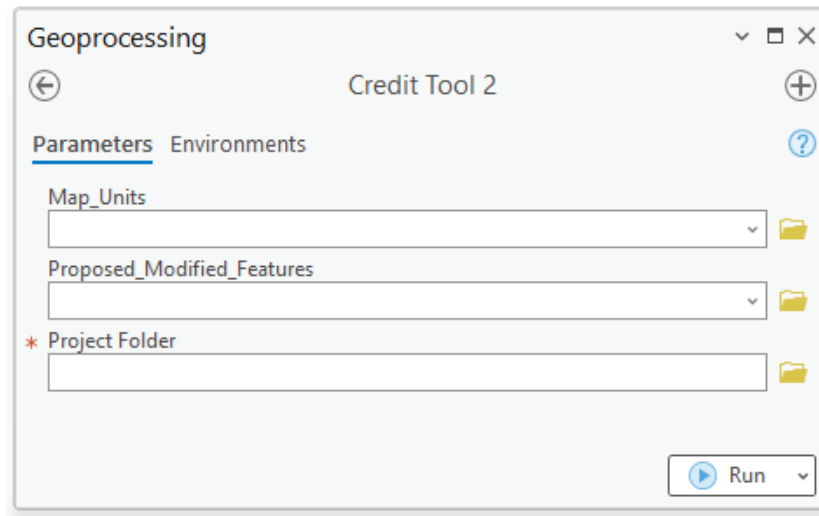 Geoprocessing
Credit Tool 2
Parameters Environments
Map_Units
Proposed_Modified_Features
* Project Folder
Run